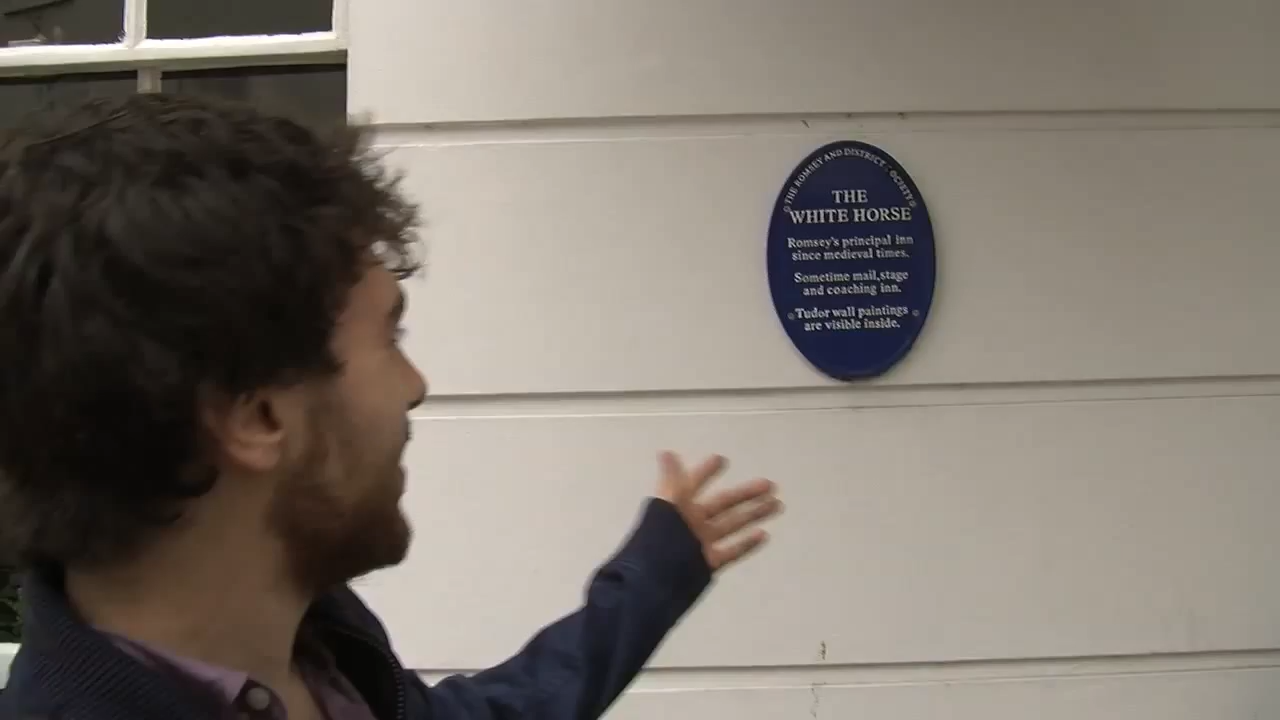 THE ROMSEY AND DISTRICT OCIETY
THE
WHITE HORSE
Romsey's principal inn
since medieval times.
Sometime mail,stage
and coaching inn.
Tudor wall paintings
are visible inside.